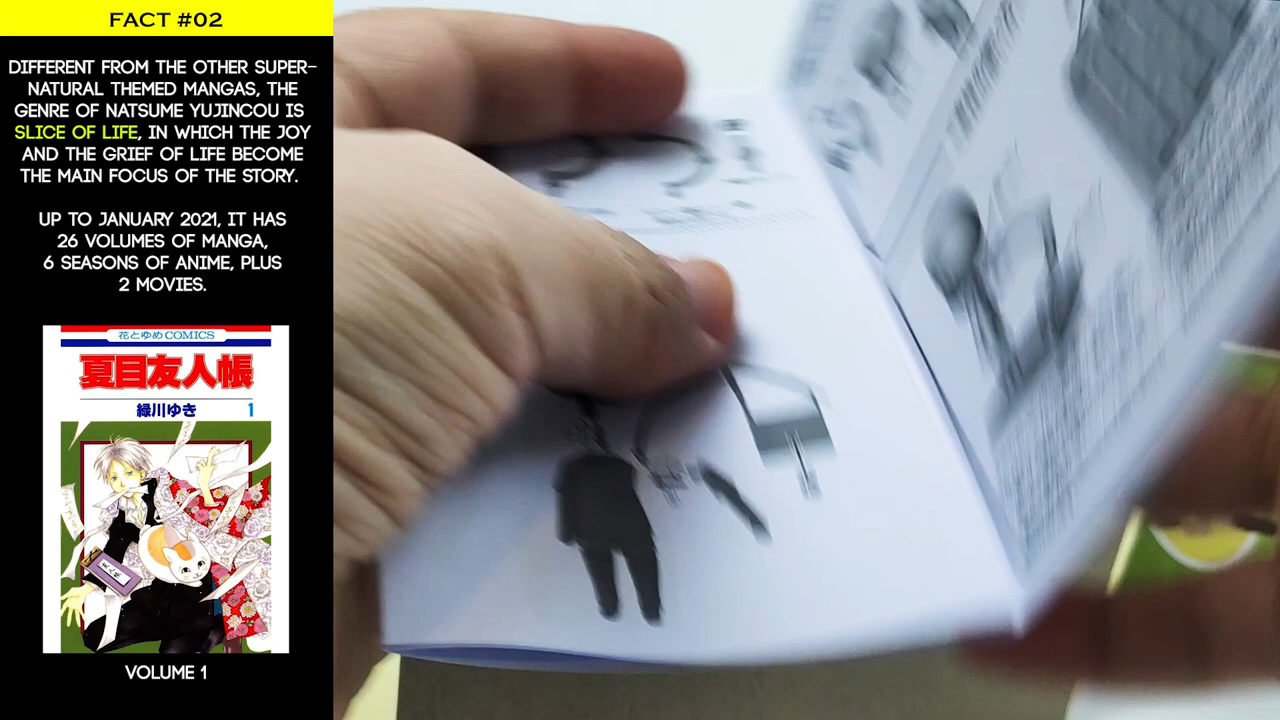 FACT #02
DIFFERENT FROM THE OTHER SUPER-
NATURAL THEMED MANGAS, THE
GENRE OF NATSUME YUJINCOU IS
SLICE OF LIFE, IN WHICH THE JOY
AND THE GRIEF OF LIFE BECOME
THE MAIN FOCUS OF THE STORY.
UP TO JANUARY 2021, IT HAS
26 VOLUMES OF MANGA,
6 SEASONS OF ANIME, PLUS
2 MOVIES.
花とゆめCOMICS
夏目友人帳
緑川ゆき 1
VOLUME 1